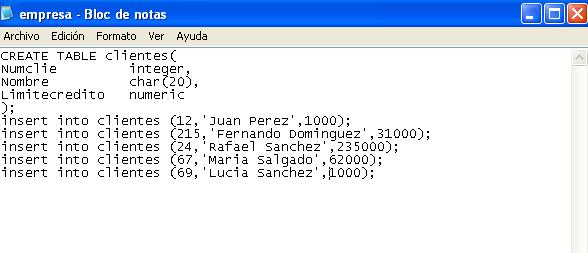 empresa - Bloc de notas
Archivo Edición Formato Ver Ayuda
CREATE TABLE clientes(
Numclie integer,
Nombre char(20),
Limitecredito numeric
);
insert into clientes (12,'Juan Perez',1000);
insert into clientes (215,'Fernando Dominguez',31000);
insert into clientes (24,'Rafael Sanchez',235000);
insert into clientes (67,'Maria Salgado',62000);
insert into clientes (69,'Lucia Sanchez',1000);